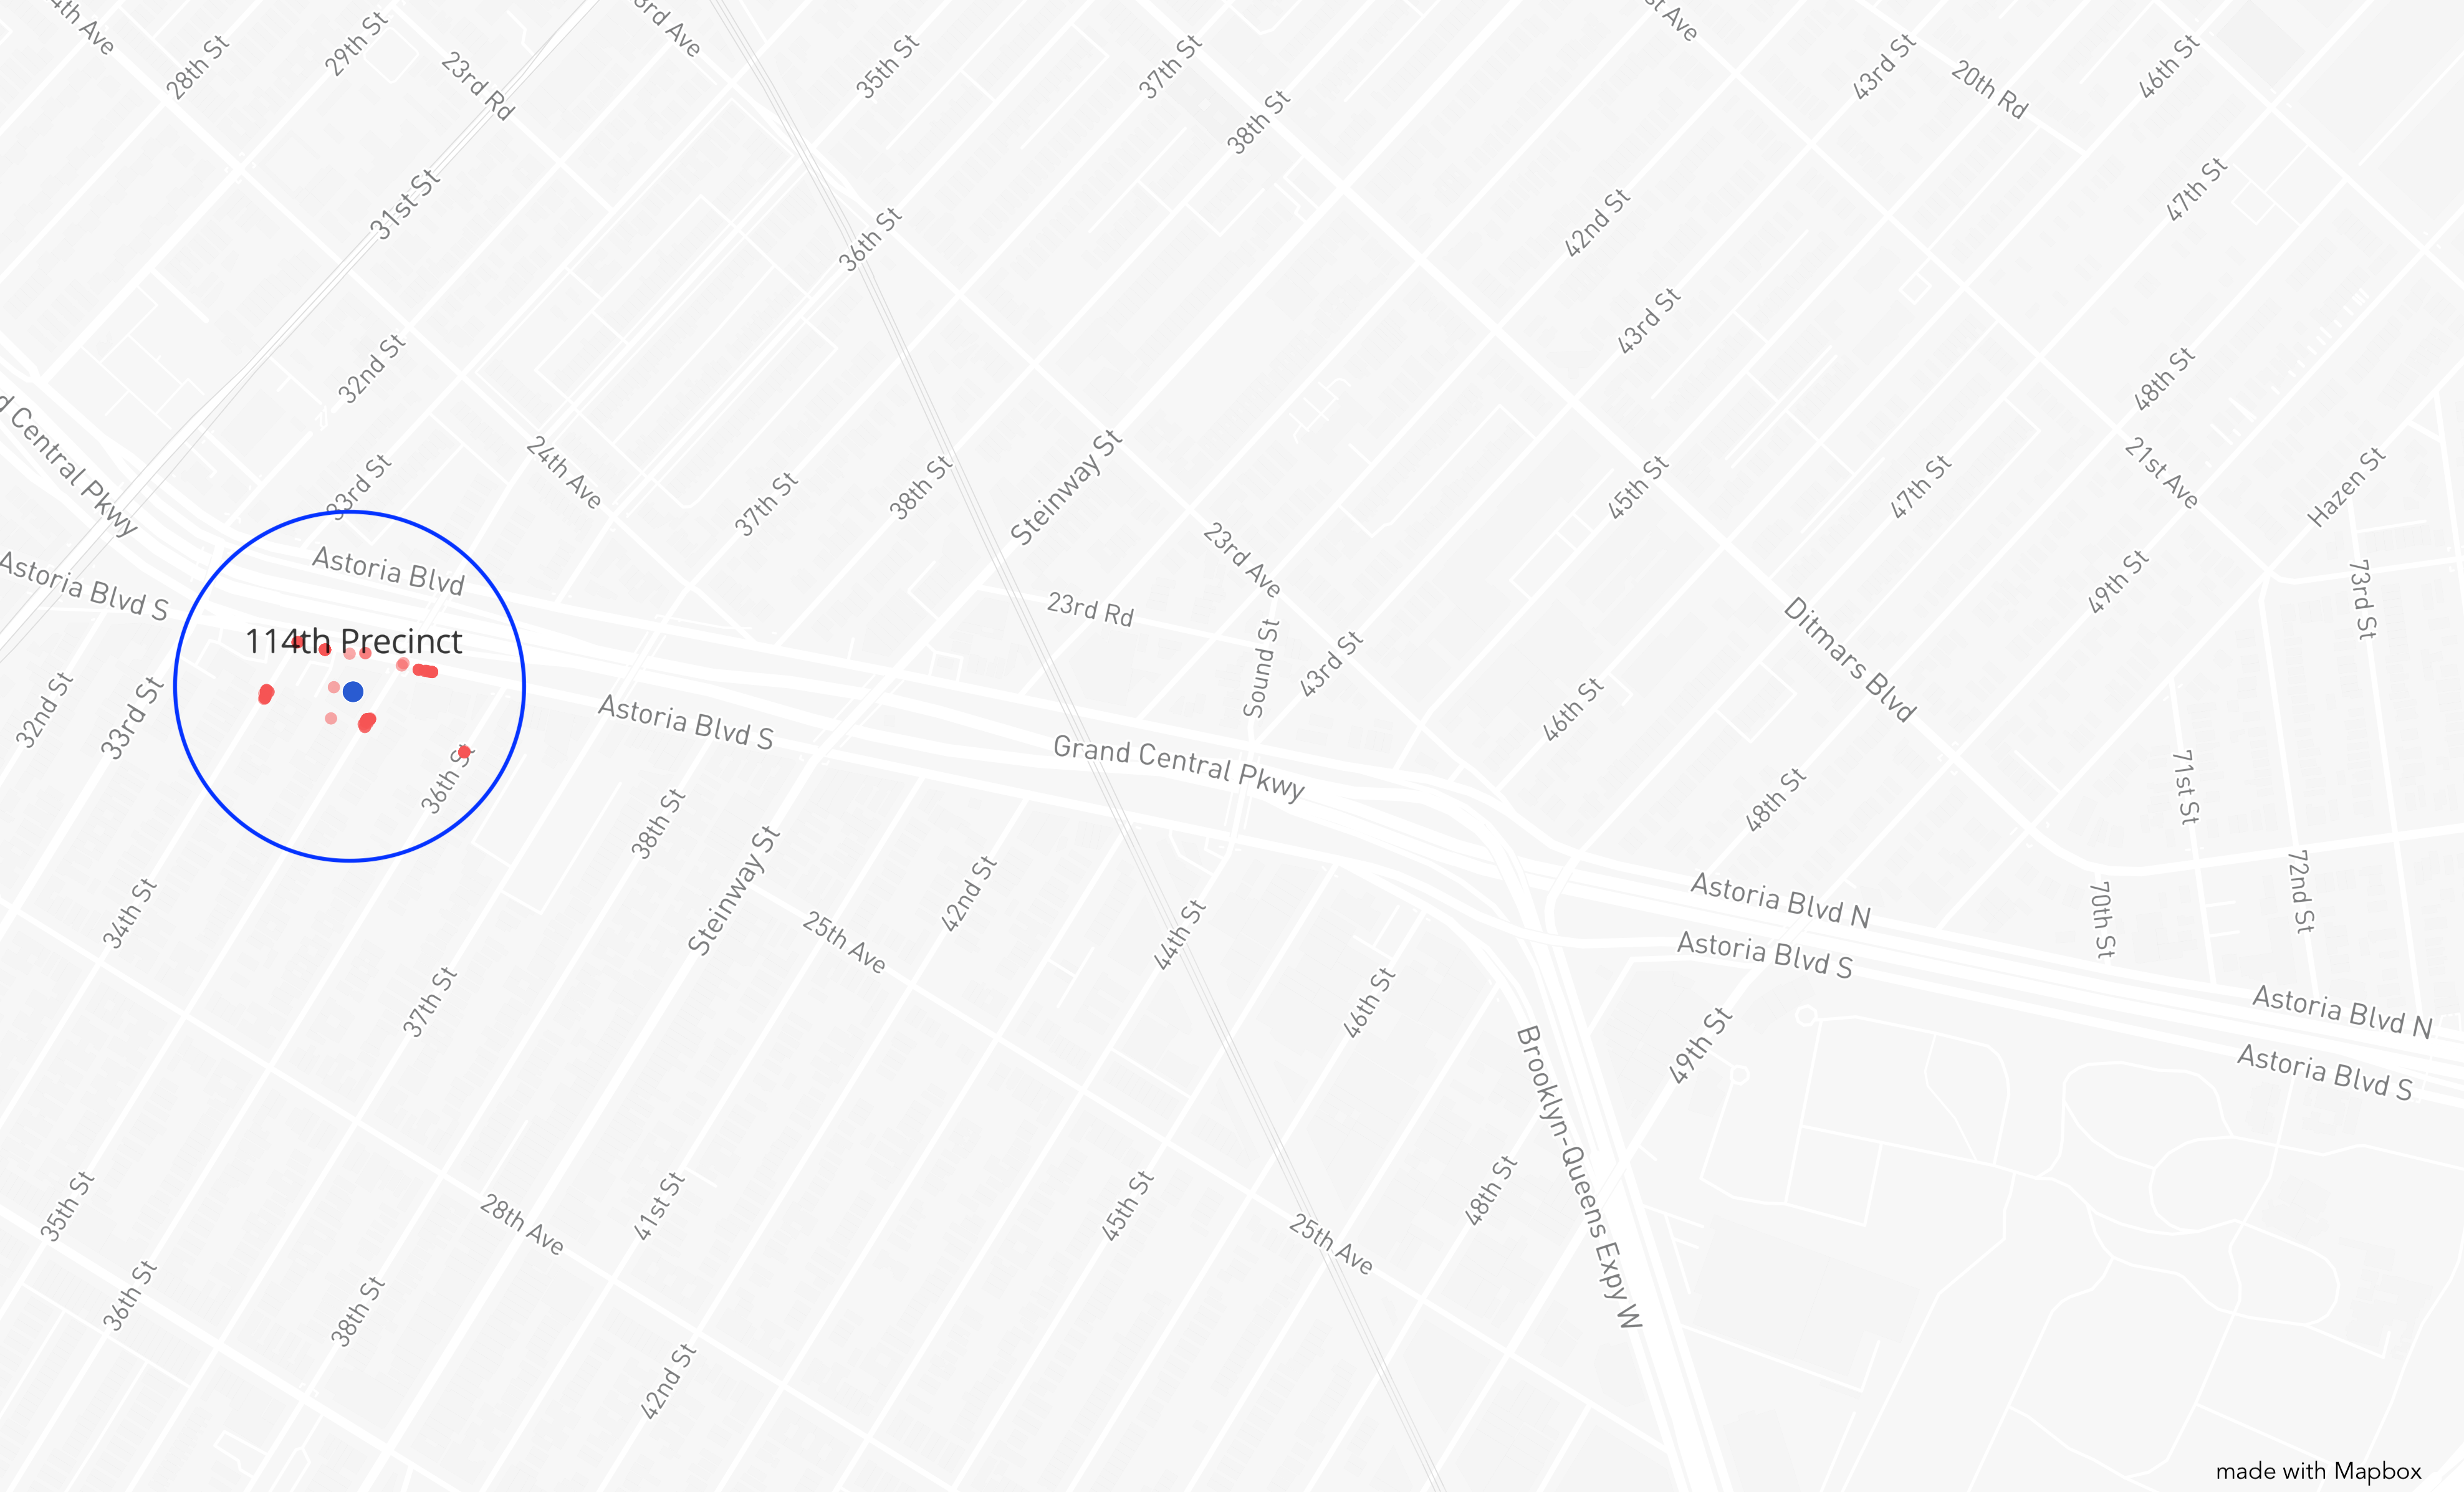 4th Ave
28th St
29th St
23rd Rd
3rd Ave
35th St
37th St
38th St
st Ave
43rd St
20th Rd
46th St
31st St
36th St
42nd St
47th St
32nd St
43rd St
48th St
d Central Pkwy
33rd St
24th Ave
37th St
38th St
Steinway St
23rd Ave
45th St
47th St
21st Ave
Hazen St
Astoria Blvd S
Astoria Blvd
23rd Rd
49th St
73rd St
114th Precinct
Sound St
43rd St
Ditmars Blvd
32nd St
33rd St
36th St
Astoria Blvd S
Grand Central Pkwy
46th St
48th St
71st St
38th St
Steinway St
34th St
25th Ave
42nd St
44th St
Astoria Blvd N
Astoria Blvd S
70th St
72nd St
37th St
46th St
49th St
Astoria Blvd N
Astoria Blvd S
Brooklyn-Queens Expy W
35th St
28th Ave
41st St
45th St
25th Ave
48th St
36th St
38th St
42nd St
made with Mapbox